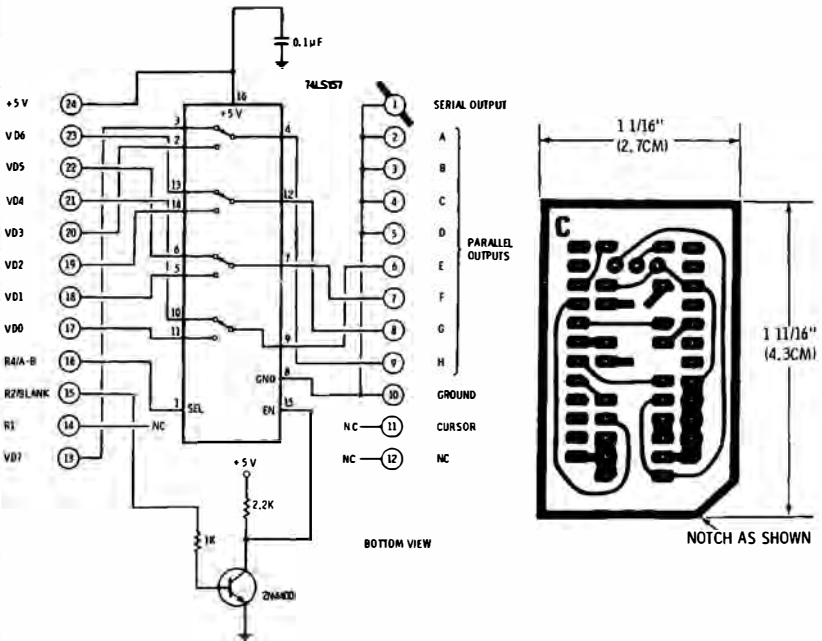 0.1µF
74LS157
16
+5V
+5 V
24
VD6
23
VD5
22
VD4
21
VD3
20
VD2
19
VD1
18
VD0
17
R4/A-B
16
R2/BLANK
15
R1
14
NC
VD7
13
3
2
4
13
14
12
6
5
7
10
11
9
GND
8
1
SEL
EN
15
1
SERIAL OUTPUT
2
A
3
B
4
C
5
D
PARALLEL
OUTPUTS
6
E
7
F
8
G
9
H
10
GROUND
NC
11
CURSOR
NC
12
NC
+5V
2.2K
1K
BOTTOM VIEW
1 1/16"
(2.7CM)
C
1 11/16"
(4.3CM)
NOTCH AS SHOWN